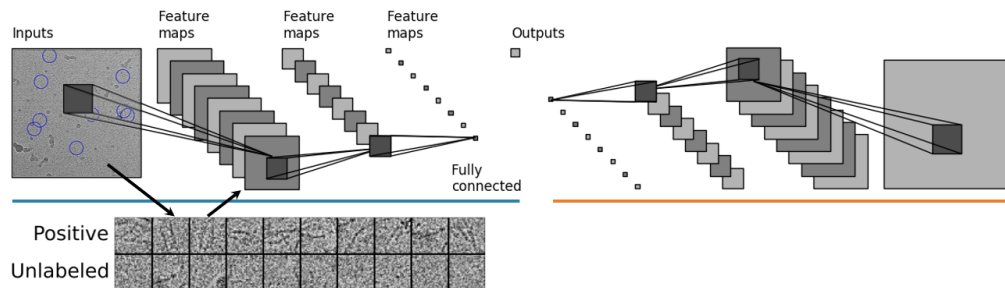 Inputs
Feature
maps
Feature
maps
Feature
maps
Outputs
Fully
connected
Positive
Unlabeled